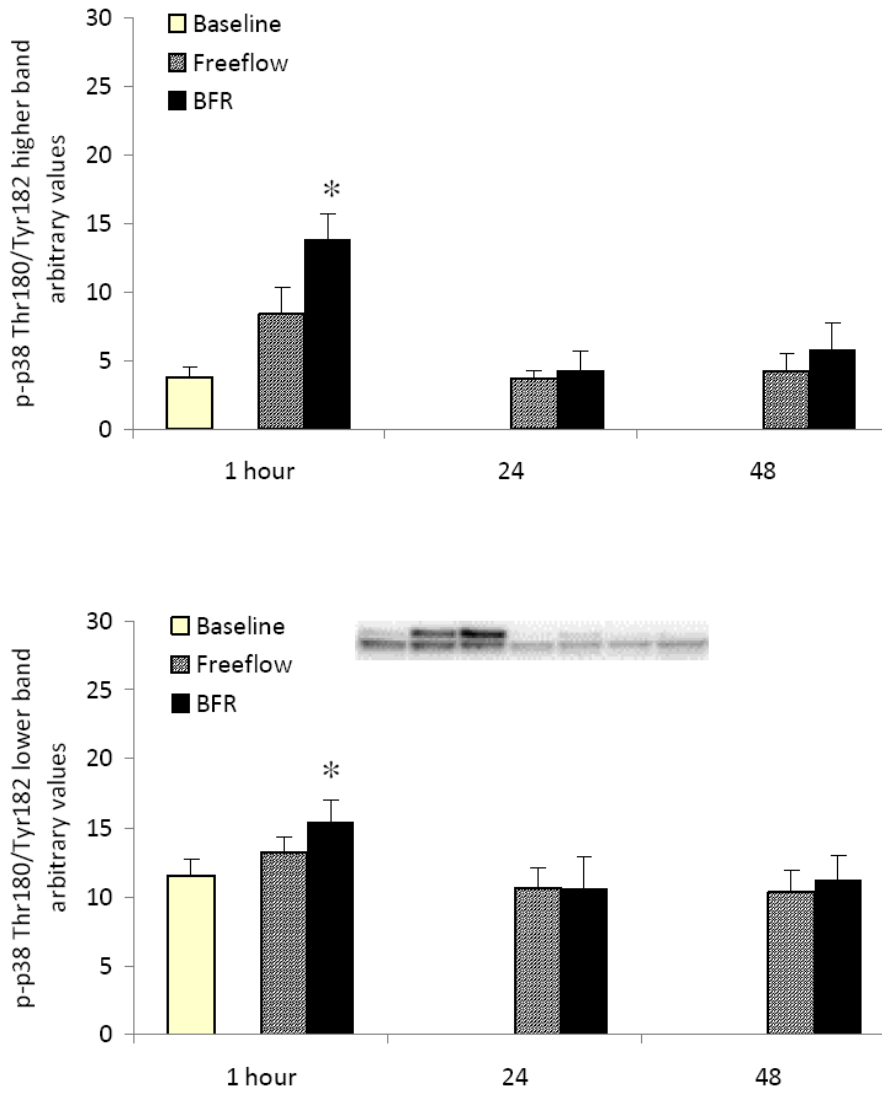 p-p38 Thr180/Tyr182 higher band
arbitrary values
30
25
20
15
10
5
0
Baseline
Freeflow
BFR
*
1 hour
24
48
p-p38 Thr180/Tyr182 lower band
arbitrary values
30
25
20
15
10
5
0
Baseline
Freeflow
BFR
*
1 hour
24
48